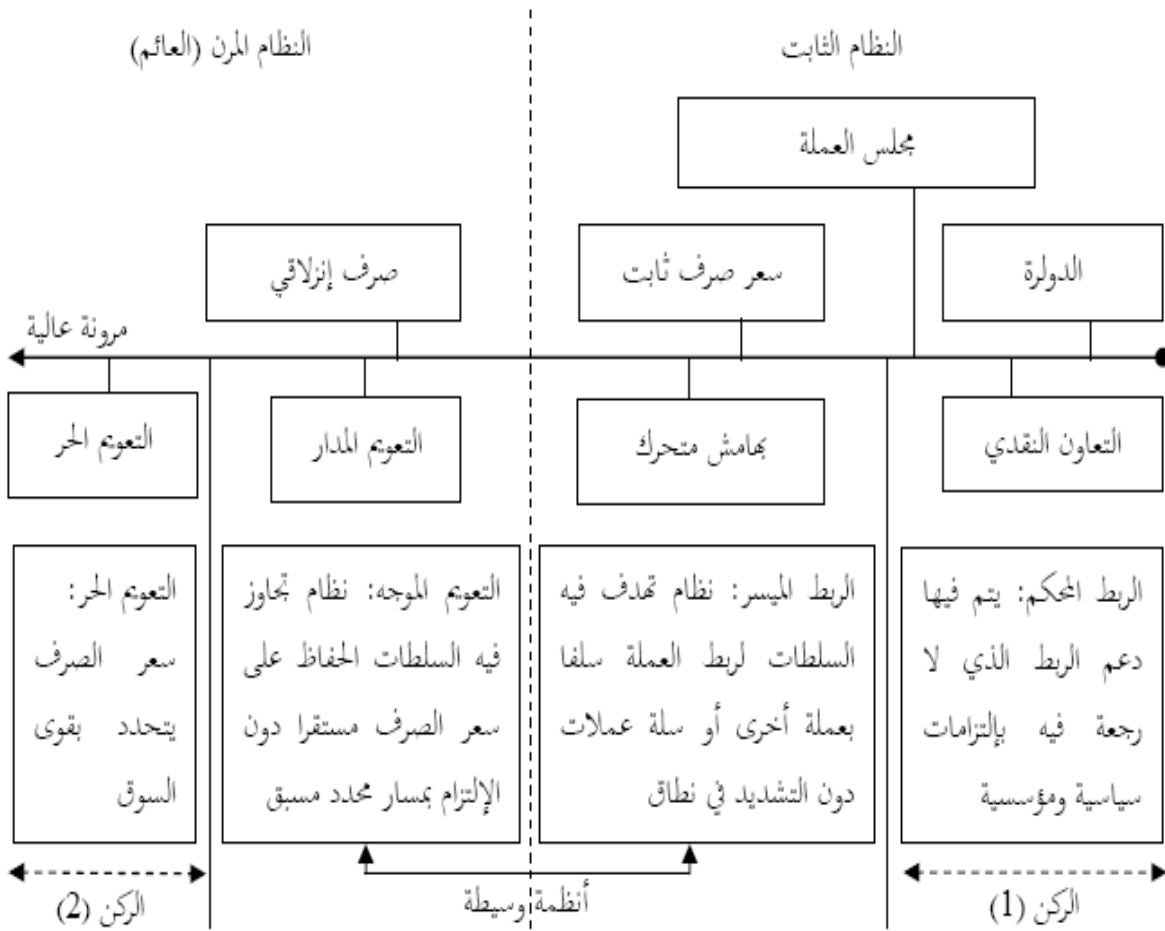 النظام الثابت
النظام المرن (العائم)
مجلس العملة
الدولرة
سعر صرف ثابت
صرف إنزلاقي
مرونة عالية
التعاون النقدي
بهامش متحرك
التعويم المدار
التعويم الحر
الربط المحكم: يتم فيها
دعم الربط الذي لا
رجعة فيه بإلتزامات
سياسية ومؤسسية
الربط الميسر: نظام تهدف فيه
السلطات لربط العملة سلفا
بعملة أخرى أو سلة عملات
دون التشديد في نطاق
التعويم الموجه: نظام تجاوز
فيه السلطات الحفاظ على
سعر الصرف مستقرا دون
الإلتزام بمسار محدد مسبق
التعويم الحر:
سعر الصرف
يتحدد بقوى
السوق
الركن (1)
أنظمة وسيطة
الركن (2)